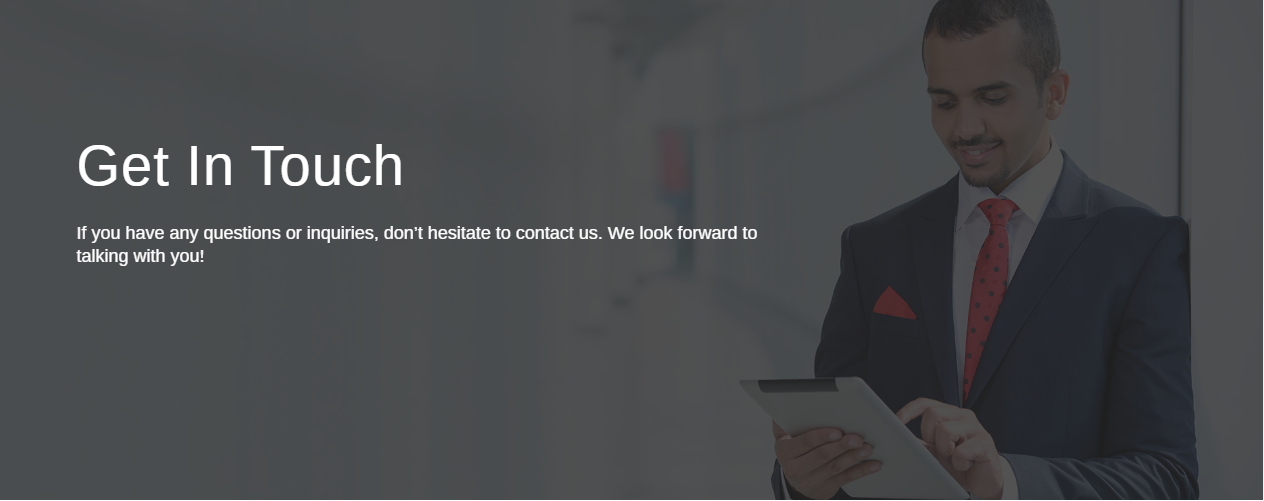 Get In Touch
If you have any questions or inquiries, don’t hesitate to contact us. We look forward to
talking with you!